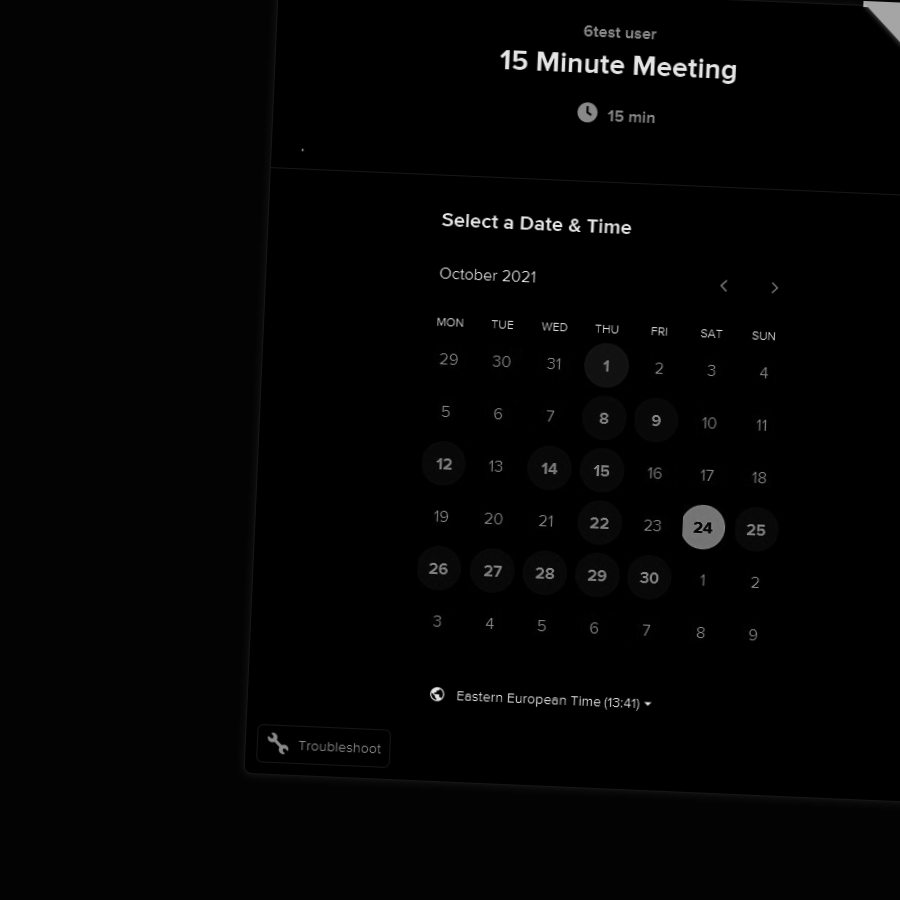 6test user
15 Minute Meeting
15 min
Select a Date & Time
October 2021
MON TUE WED THU FRI SAT SUN
29 30 31 1 2 3 4
5 6 7 8 9 10 11
12 13 14 15 16 17 18
19 20 21 22 23 24 25
26 27 28 29 30 1 2
3 4 5 6 7 8 9
Eastern European Time (13:41)
Troubleshoot